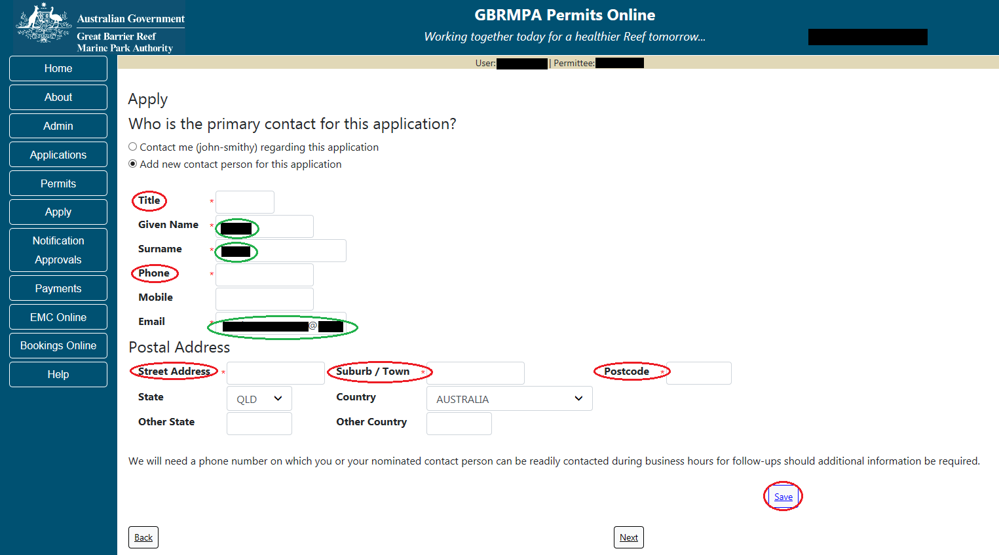 Australian Government
Great Barrier Reef
Marine Park Authority
GBRMPA Permits Online
Working together today for a healthier Reef tomorrow...
Home
About
Admin
Applications
Permits
Apply
Notification
Approvals
Payments
EMC Online
Bookings Online
Help
User: | Permittee:
Apply
Who is the primary contact for this application?
Contact me (john-smithy) regarding this application
Add new contact person for this application
Title *
Given Name *
Surname *
Phone *
Mobile
Email * @
Postal Address
Street Address * Suburb / Town * Postcode *
State QLD Country AUSTRALIA
Other State Other Country
We will need a phone number on which you or your nominated contact person can be readily contacted during business hours for follow-ups should additional information be required.
Save
Back Next